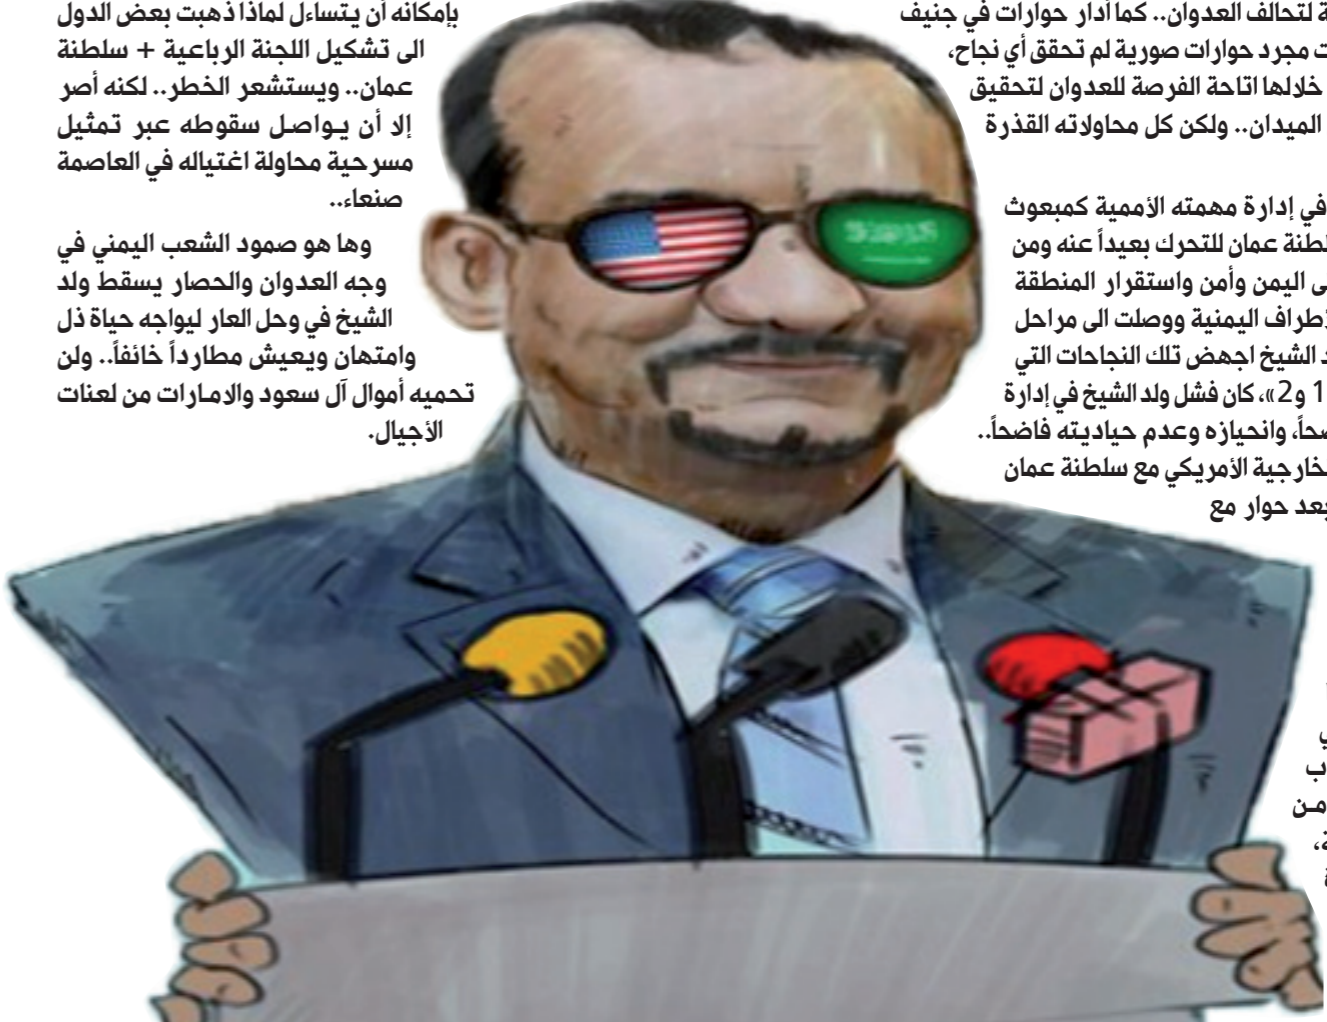 ة لتحالف العدوان.. كما أدار حوارات في جنيف
ت مجرد حوارات صورية لم تحقق أي نجاح،
خلالها اتاحة الفرصة للعدوان لتحقيق
الميدان.. ولكن كل محاولاته القذرة
في إدارة مهمته الأممية كمبعوث
لطنة عمان للتحرك بعيداً عنه ومن
ى اليمن وأمن واستقرار المنطقة
أطراف اليمنية ووصلت الى مراحل
د الشيخ اجهض تلك النجاحات التي
1 و2»، كان فشل ولد الشيخ في إدارة
ضحاً، وانحيازه وعدم حياديته فاضحاً..
خارجية الأمريكي مع سلطنة عمان
بعد حوار مع
ي
ب
من
ة،
بإمكانه أن يتساءل لماذا ذهبت بعض الدول
الى تشكيل اللجنة الرباعية + سلطنة
عمان.. ويستشعر الخطر.. لكنه أصر
إلا أن يواصل سقوطه عبر تمثيل
مسرحية محاولة اغتياله في العاصمة
صنعاء..
وها هو صمود الشعب اليمني في
وجه العدوان والحصار يسقط ولد
الشيخ في وحل العار ليواجه حياة ذل
وامتهان ويعيش مطارداً خائفاً.. ولن
تحميه أموال آل سعود والامارات من لعنات
الأجيال.